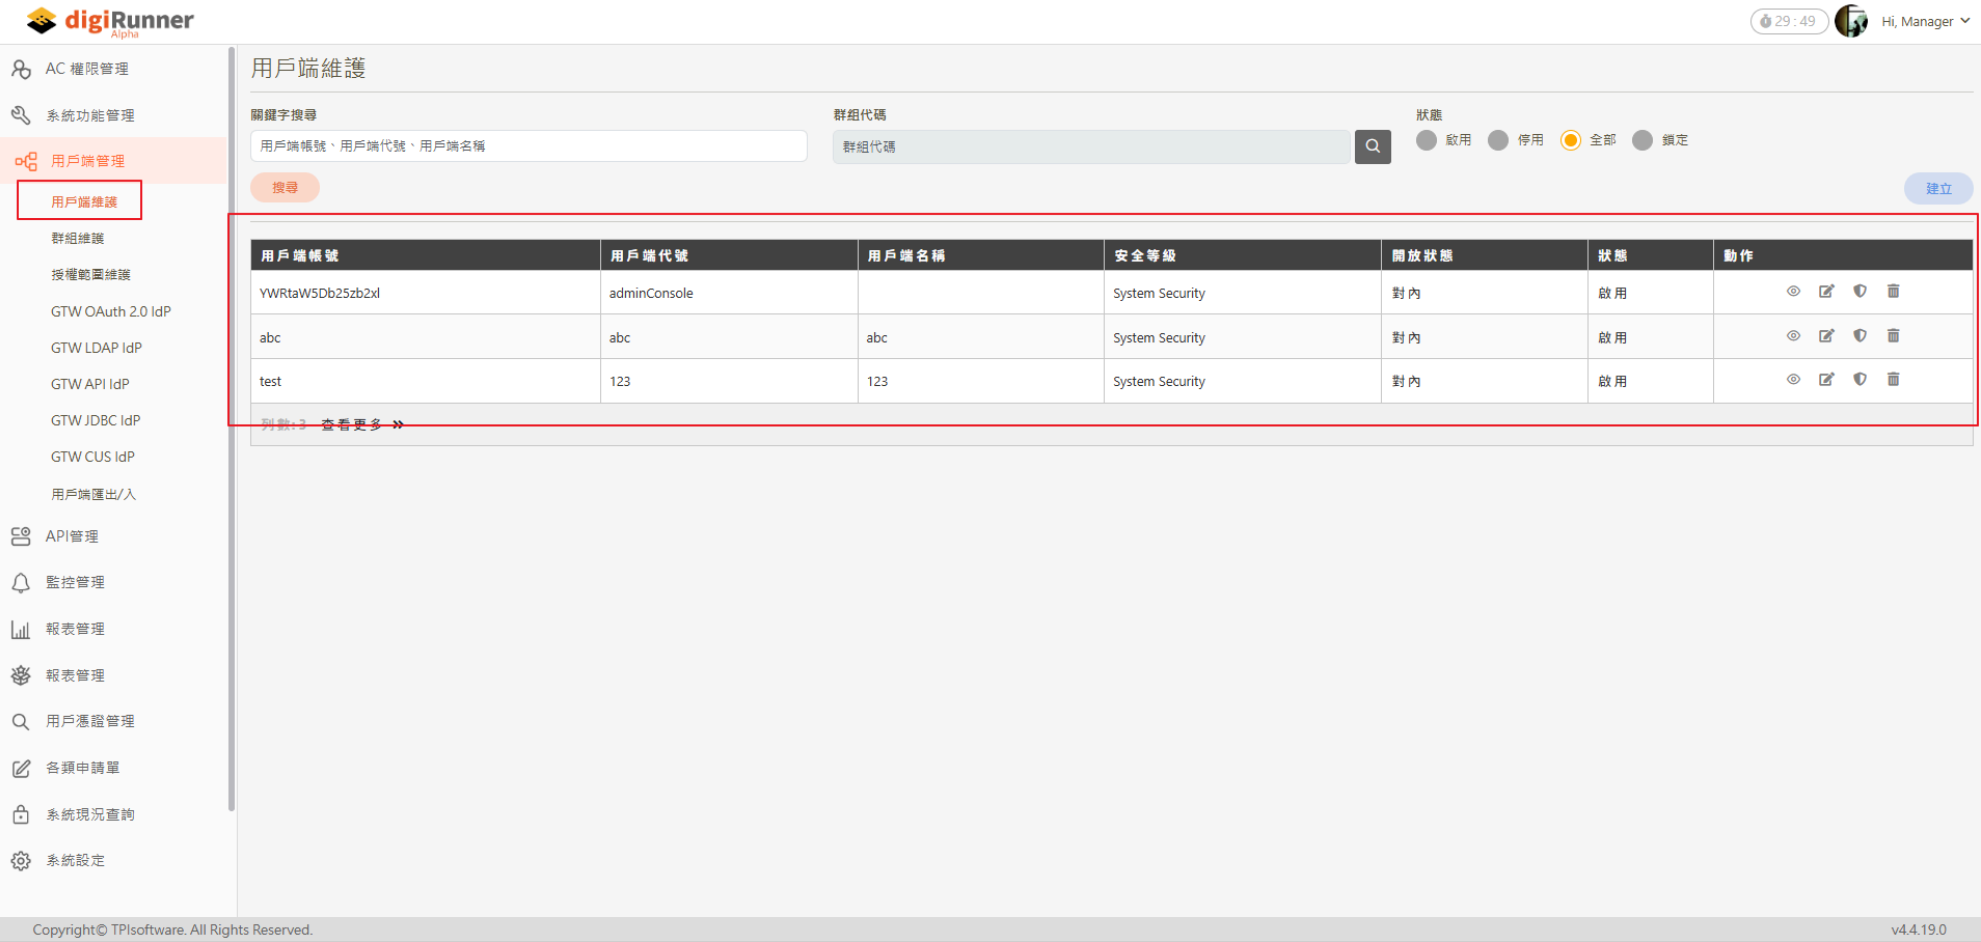 digiRunner
Alpha
29 : 49
Hi, Manager
AC 權限管理
系統功能管理
用戶端管理
用戶端維護
群組維護
授權範圍維護
GTW OAuth 2.0 IdP
GTW LDAP IdP
GTW API IdP
GTW JDBC IdP
GTW CUS IdP
用戶端匯出/入
API管理
監控管理
報表管理
報表管理
用戶憑證管理
各類申請單
系統現況查詢
系統設定
用戶端維護
關鍵字搜尋 群組代碼 狀態
用戶端帳號、用戶端代號、用戶端名稱 群組代碼 啟用 停用 全部 鎖定
搜尋 建立
用戶端帳號 用戶端代號 用戶端名稱 安全等級 開放狀態 狀態 動作
YWRtaW5Db25zb2xl adminConsole System Security 對內 啟用
abc abc abc System Security 對內 啟用
test 123 123 System Security 對內 啟用
列數: 3 查看更多 »
Copyright© TPIsoftware. All Rights Reserved. v4.4.19.0